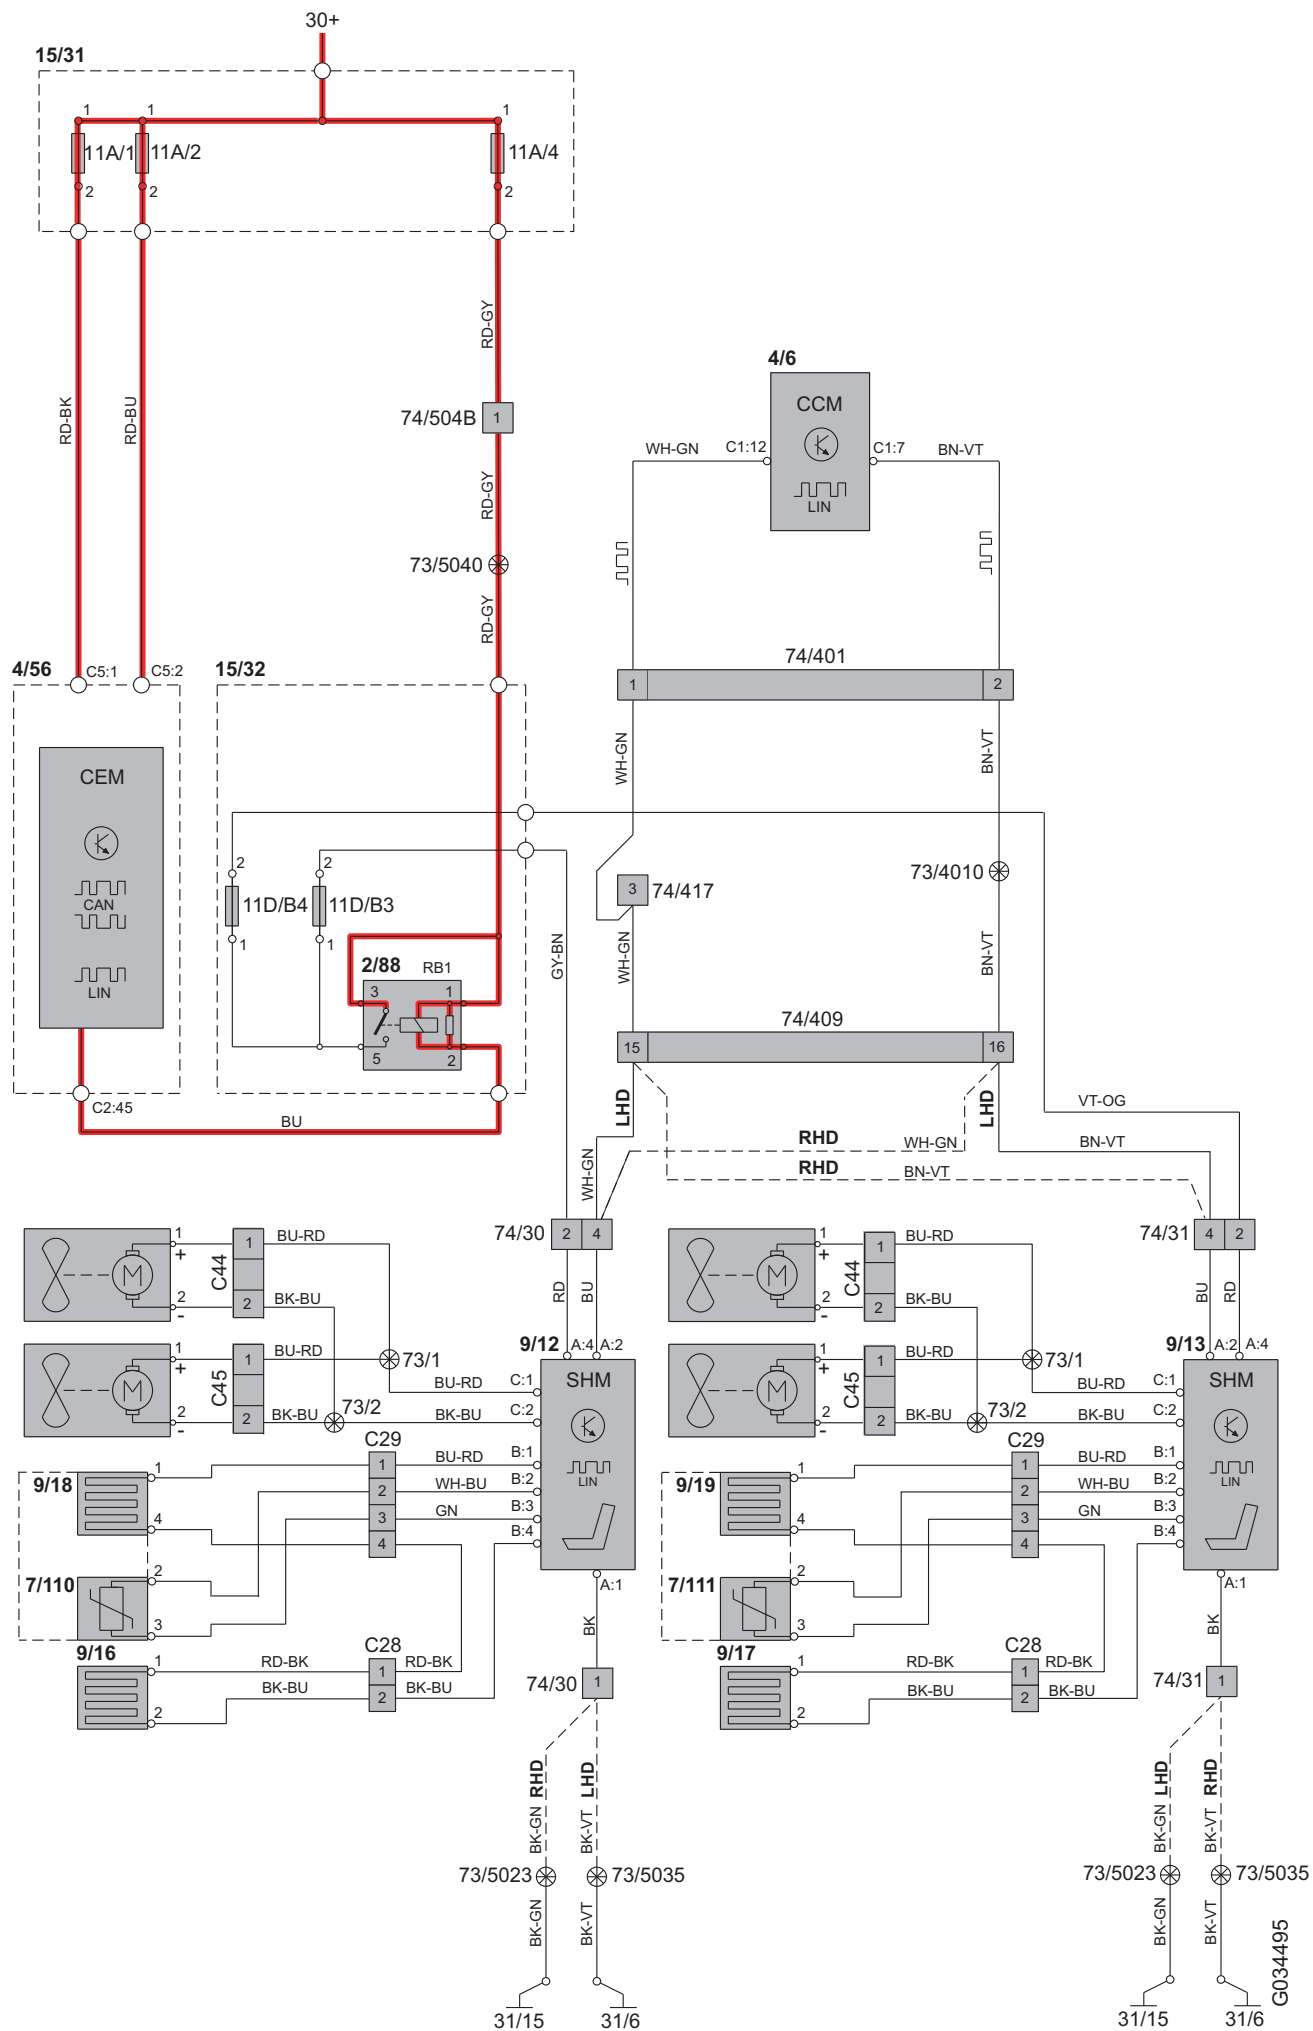 30+
15/31
1
1
1
11A/1
11A/2
11A/4
2
2
2
RD-GY
4/6
RD-BK
RD-BU
74/504B
1
CCM
WH-GN
C1:12
C1:7
BN-VT
RD-GY
LIN
73/5040
RD-GY
4/56
C5:1
C5:2
15/32
74/401
1
2
WH-GN
BN-VT
CEM
CAN
LIN
2
2
11D/B4
11D/B3
1
1
3
74/417
73/4010
GY-BN
WH-GN
BN-VT
2/88
RB1
3
1
5
2
74/409
15
16
C2:45
BU
LHD
LHD
VT-OG
RHD
WH-GN
BN-VT
RHD
BN-VT
WH-GN
74/30
2
4
74/31
4
2
1
+
M
2
-
C44
1
2
BU-RD
BK-BU
RD
BU
1
+
M
2
-
C44
1
2
BU-RD
BK-BU
BU
RD
1
+
M
2
-
C45
1
2
BU-RD
BK-BU
73/1
73/2
BU-RD
BK-BU
9/12
A:4
A:2
C:1
C:2
SHM
LIN
1
+
M
2
-
C45
1
2
BU-RD
BK-BU
73/1
73/2
BU-RD
BK-BU
9/13
A:2
A:4
C:1
C:2
SHM
LIN
C29
1
2
3
4
BU-RD
WH-BU
GN
B:1
B:2
B:3
B:4
9/18
1
4
C29
1
2
3
4
BU-RD
WH-BU
GN
B:1
B:2
B:3
B:4
9/19
1
4
7/110
2
3
A:1
BK
7/111
2
3
A:1
BK
9/16
1
2
RD-BK
BK-BU
C28
1
2
RD-BK
BK-BU
74/30
1
9/17
1
2
RD-BK
BK-BU
C28
1
2
RD-BK
BK-BU
74/31
1
RHD
LHD
BK-GN
BK-VT
LHD
RHD
BK-GN
BK-VT
73/5023
73/5035
73/5023
73/5035
BK-GN
BK-VT
BK-GN
BK-VT
31/15
31/6
31/15
31/6
G034495